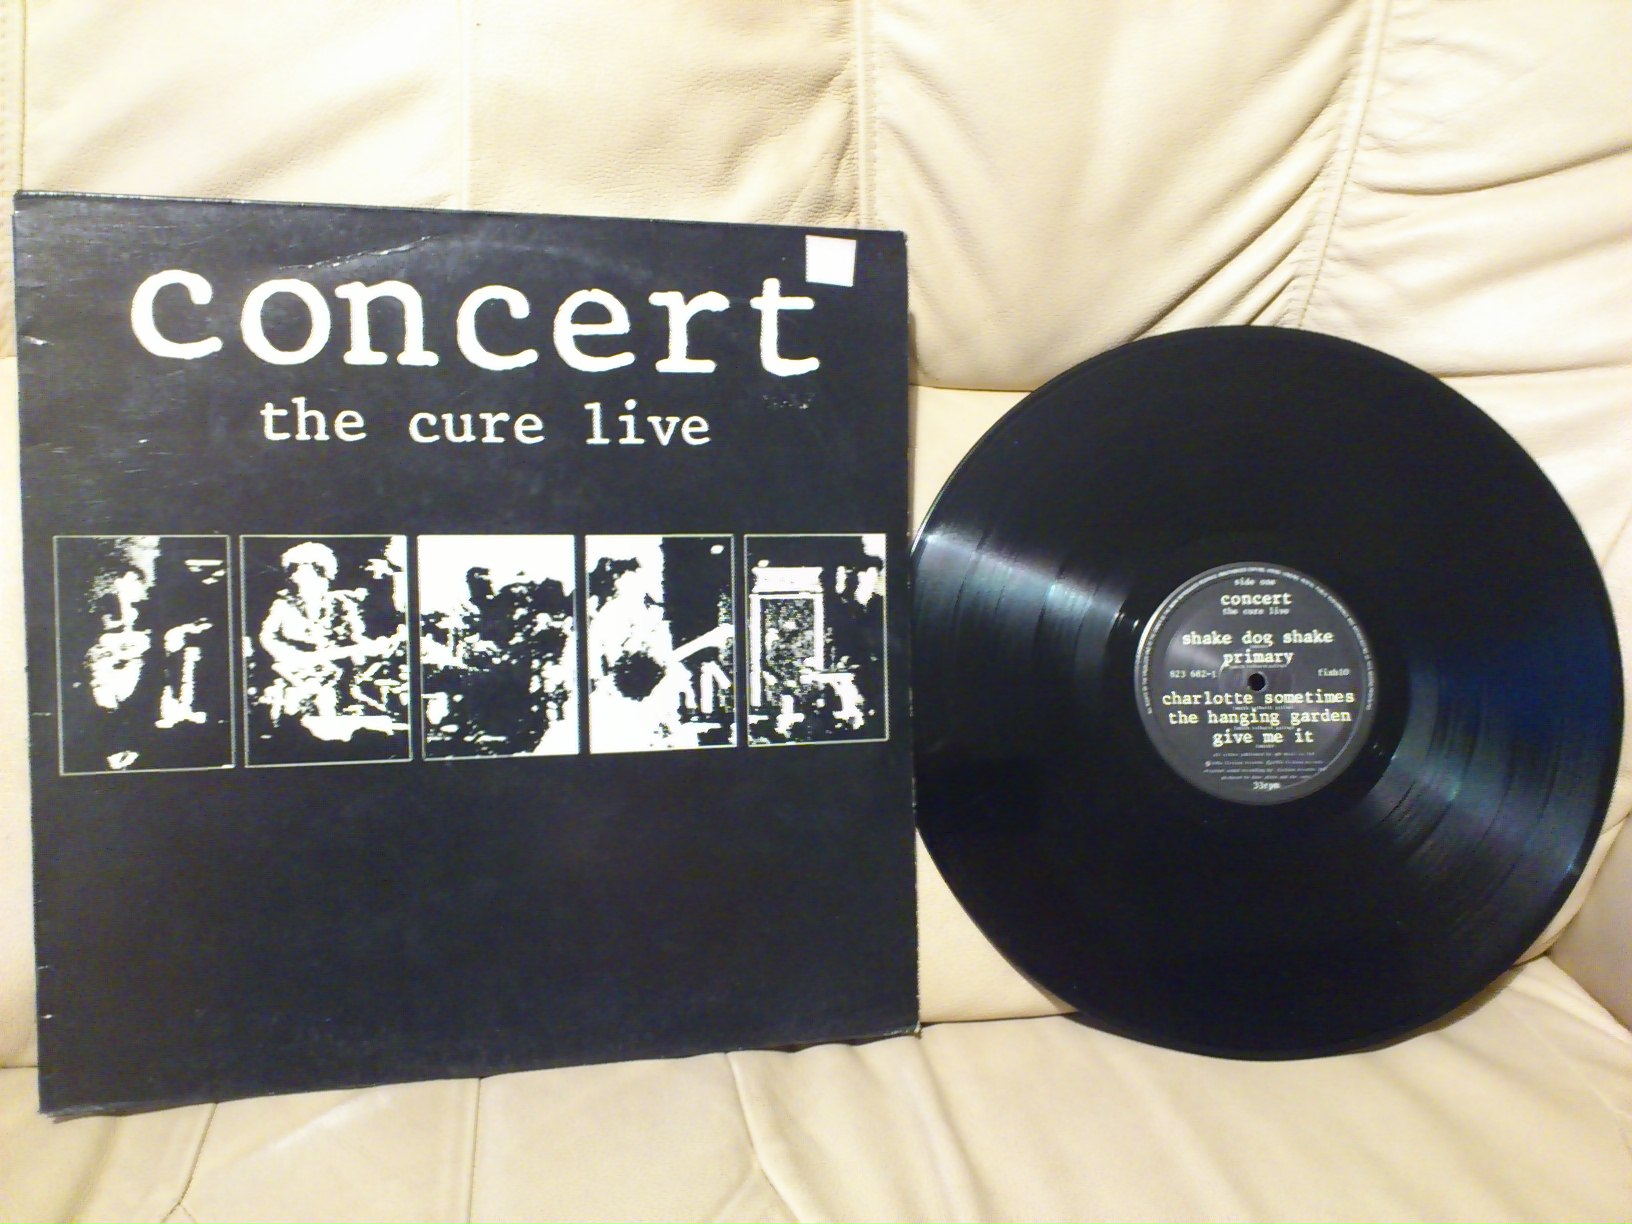 concert
the cure live
side one
concert
the cure live
shake dog shake
primary
823 682-1
fish10
charlotte sometimes
the hanging garden
give me it
33rpm